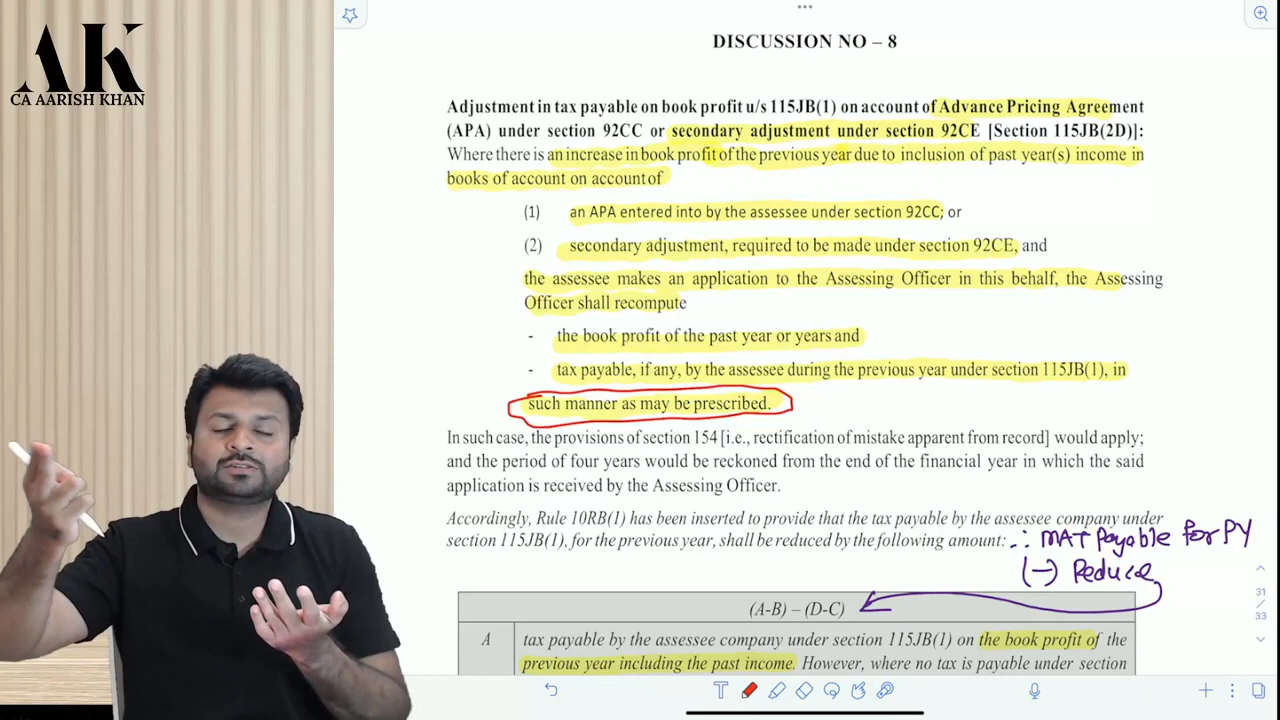 AK
CA AARISH KHAN
DISCUSSION NO – 8
Adjustment in tax payable on book profit u/s 115JB(1) on account of Advance Pricing Agreement
(APA) under section 92CC or secondary adjustment under section 92CE [Section 115JB(2D)]:
Where there is an increase in book profit of the previous year due to inclusion of past year(s) income in
books of account on account of
(1) an APA entered into by the assessee under section 92CC; or
(2) secondary adjustment, required to be made under section 92CE, and
the assessee makes an application to the Assessing Officer in this behalf, the Assessing
Officer shall recompute
- the book profit of the past year or years and
- tax payable, if any, by the assessee during the previous year under section 115JB(1), in
such manner as may be prescribed.
In such case, the provisions of section 154 [i.e., rectification of mistake apparent from record] would apply;
and the period of four years would be reckoned from the end of the financial year in which the said
application is received by the Assessing Officer.
Accordingly, Rule 10RB(1) has been inserted to provide that the tax payable by the assessee company under
section 115JB(1), for the previous year, shall be reduced by the following amount: ∴ MAT Payable for PY
(-) Reduce
(A-B) – (D-C)
A tax payable by the assessee company under section 115JB(1) on the book profit of the
previous year including the past income. However, where no tax is payable under section
31
/
33
T